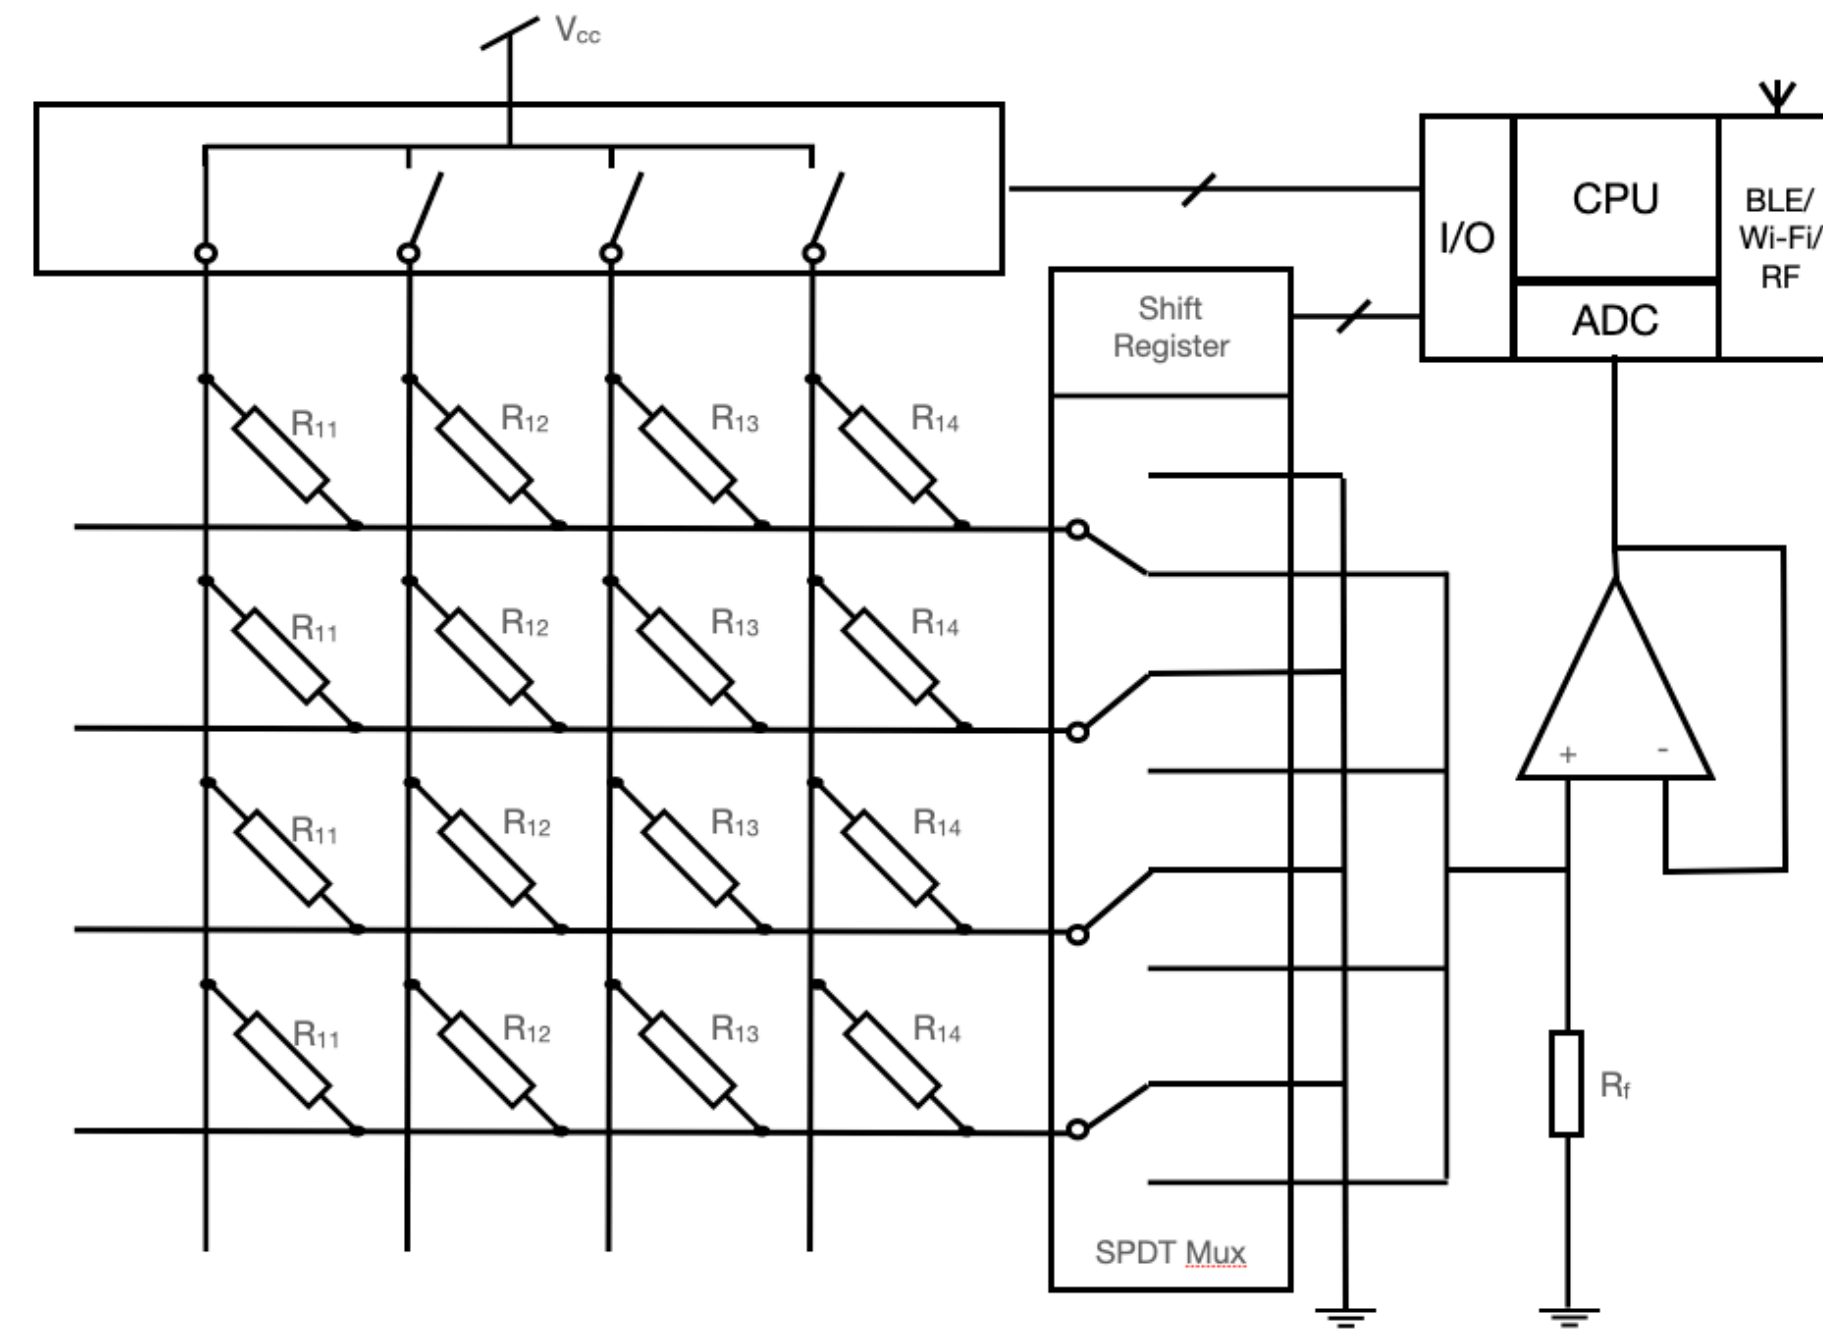 Vcc
I/O
CPU
BLE/
Wi-Fi/
RF
ADC
Shift
Register
R11 R12 R13 R14
R11 R12 R13 R14
+ -
R11 R12 R13 R14
R11 R12 R13 R14
Rf
SPDT Mux